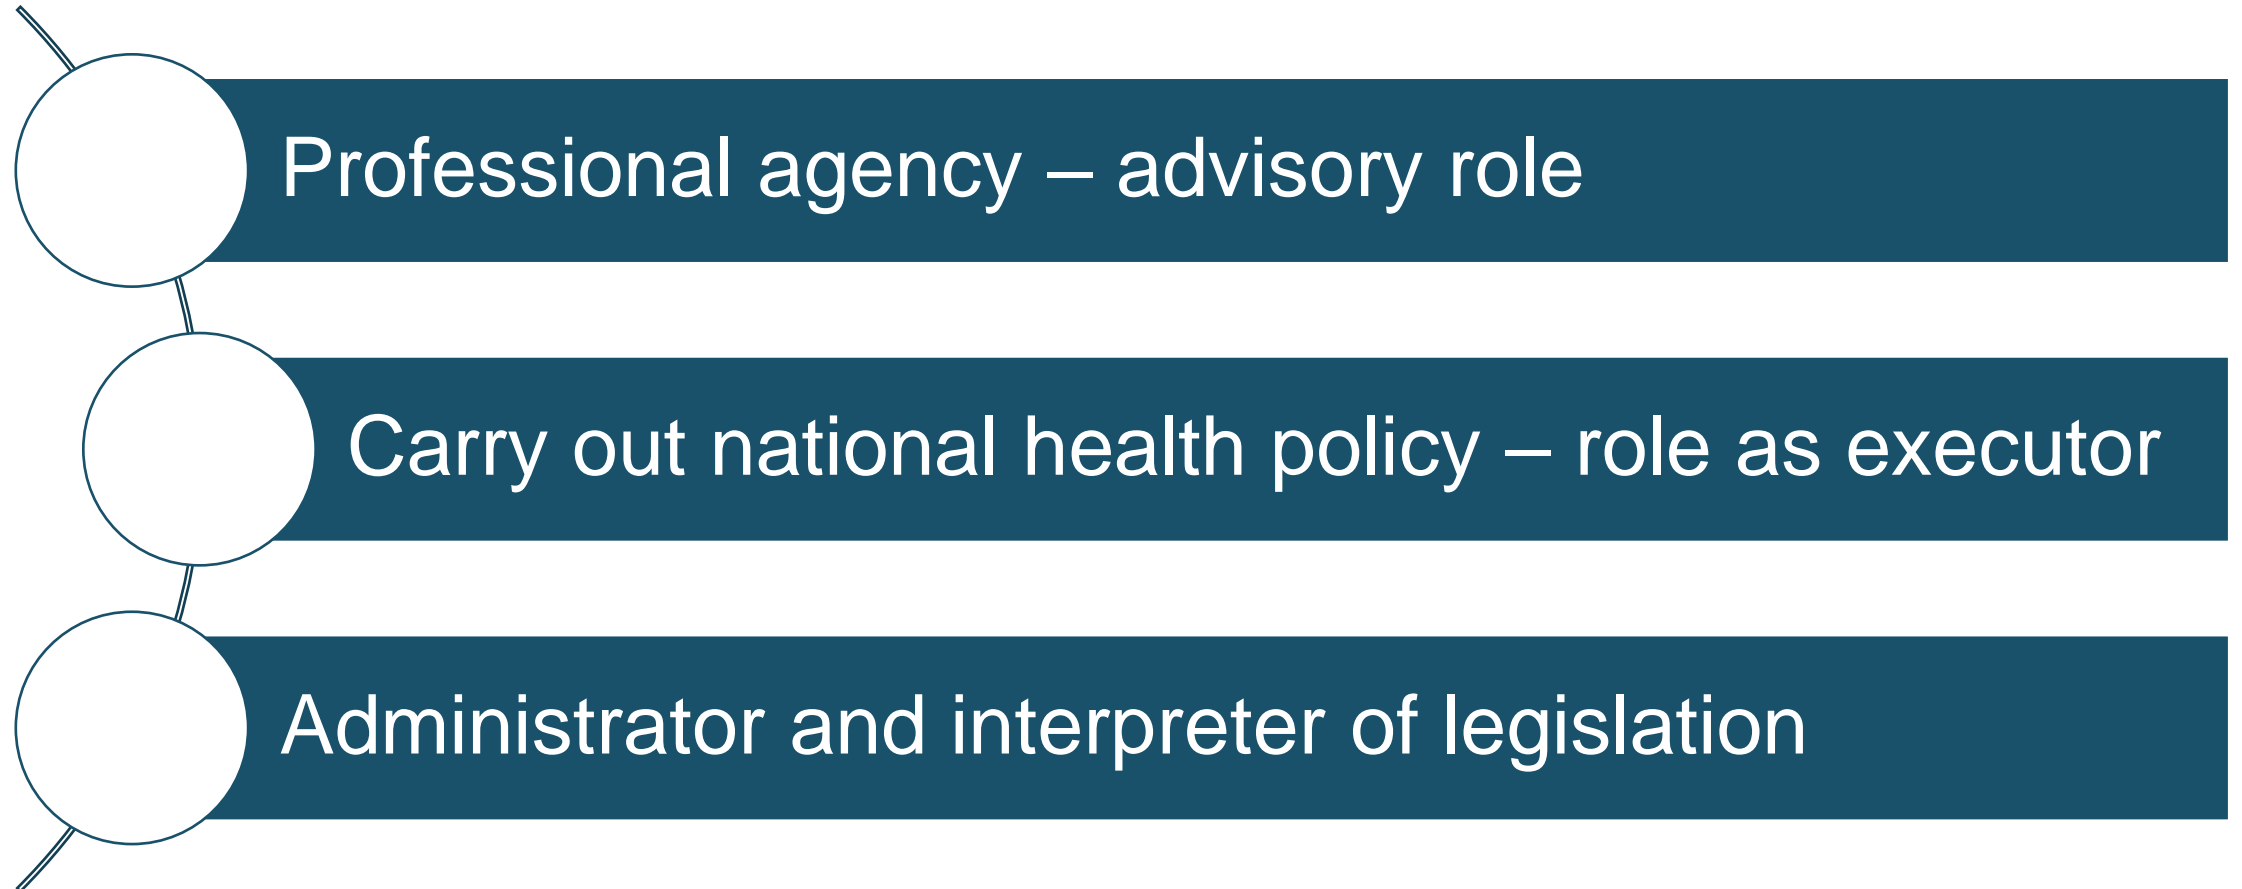 Professional agency – advisory role
Carry out national health policy – role as executor
Administrator and interpreter of legislation